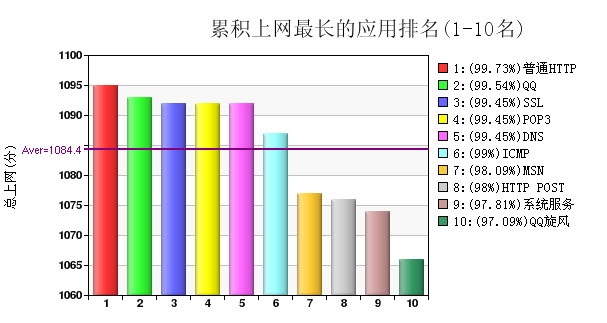 累积上网最长的应用排名(1-10名)
总上网(分)
1100
1095
1090
Aver=1084.4
1080
1075
1070
1065
1060
1 2 3 4 5 6 7 8 9 10
1:(99.73%)普通HTTP
2:(99.54%)QQ
3:(99.45%)SSL
4:(99.45%)POP3
5:(99.45%)DNS
6:(99%)ICMP
7:(98.09%)MSN
8:(98%)HTTP POST
9:(97.81%)系统服务
10:(97.09%)QQ旋风